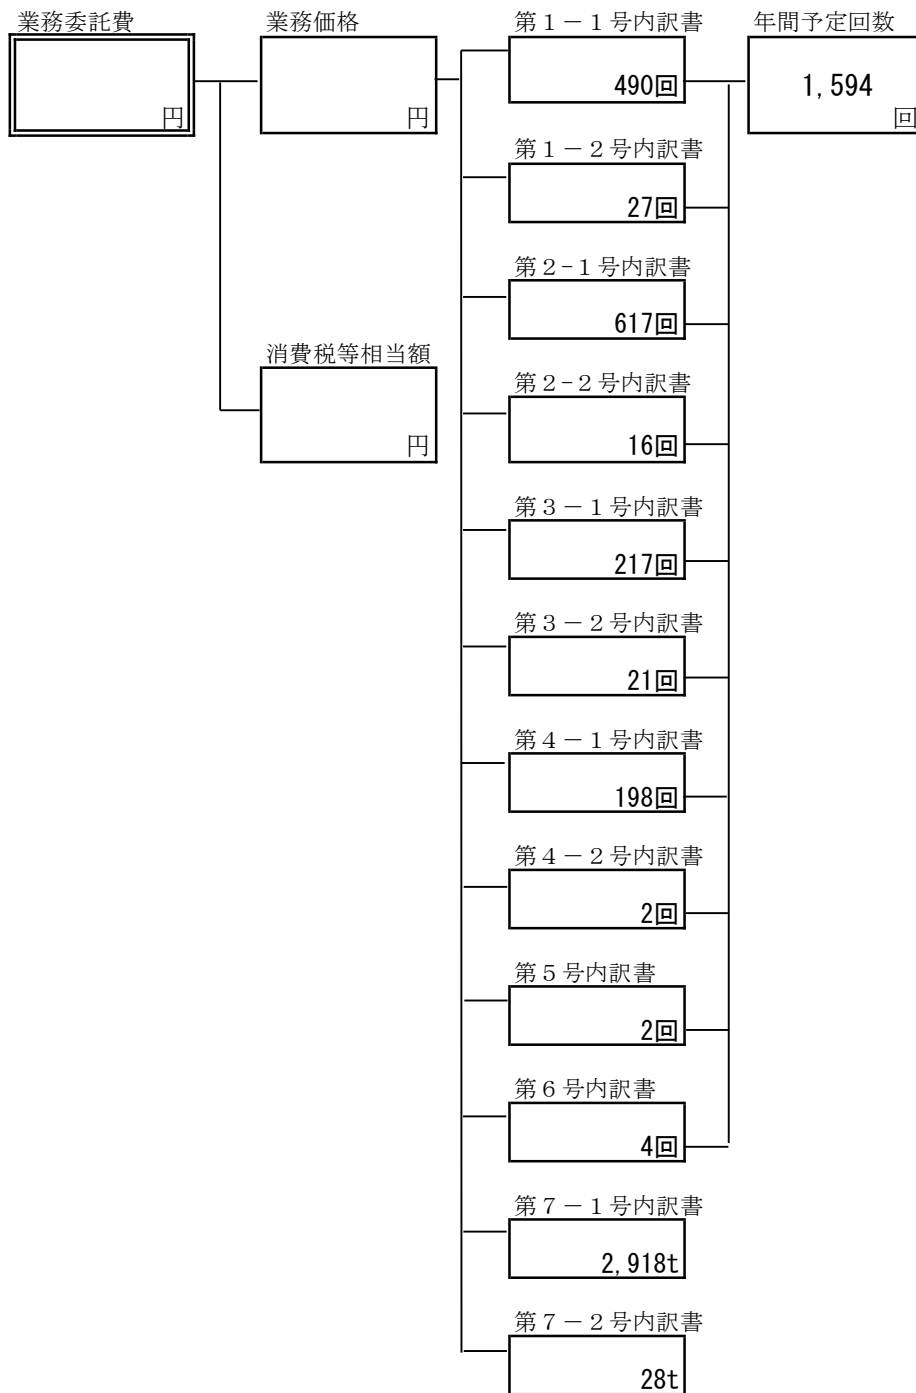 業務委託費
円
業務価格
円
消費税等相当額
円
第１－１号内訳書
490回
第１－２号内訳書
27回
第２-１号内訳書
617回
第２-２号内訳書
16回
第３－１号内訳書
217回
第３－２号内訳書
21回
第４－１号内訳書
198回
第４－２号内訳書
2回
第５号内訳書
2回
第６号内訳書
4回
第７－１号内訳書
2,918t
第７－２号内訳書
28t
年間予定回数
1,594
回